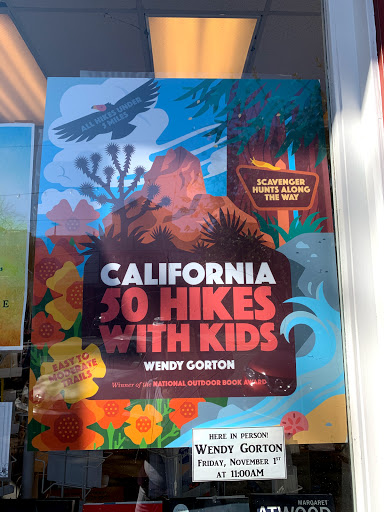 ALL HIKES UNDER
5 MILES
SCAVENGER
HUNTS ALONG
THE WAY
CALIFORNIA
50 HIKES
WITH KIDS
WENDY GORTON
Winner of the NATIONAL OUTDOOR BOOK AWARD
EASY TO
MODERATE
TRAILS
HERE IN PERSON!
WENDY GORTON
FRIDAY, NOVEMBER 1ST
AT 11:00AM
MARGARET
ATWOOD